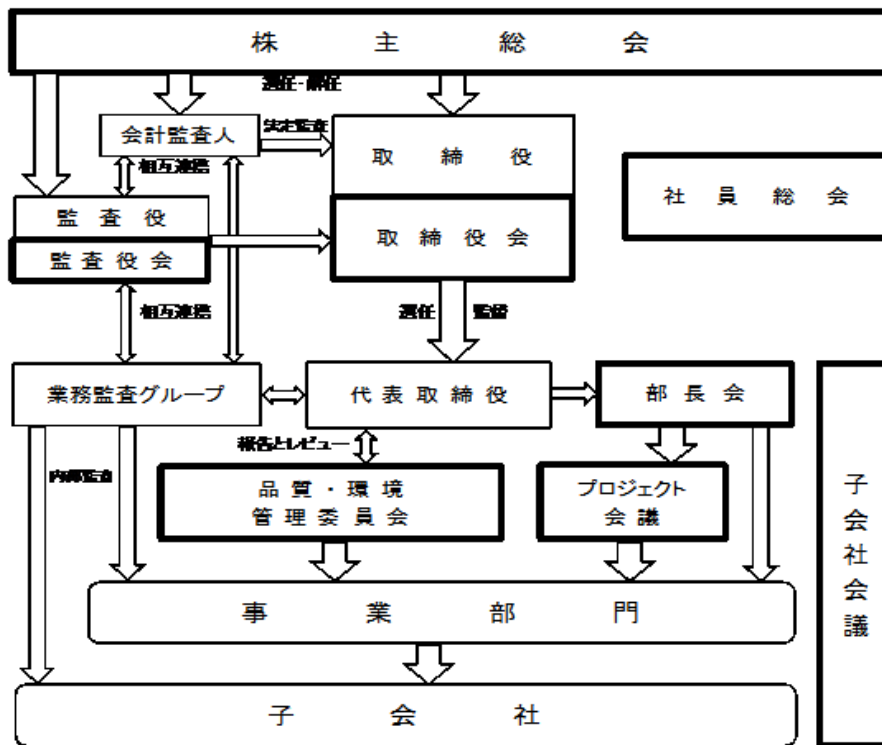 株主総会
選任・解任
会計監査人
法定監査
取締役
相互連携
社員総会
監査役
取締役会
監査役会
相互連携
選任 監督
業務監査グループ
代表取締役
部長会
報告とレビュー
内部監査
品質・環境
管理委員会
プロジェクト
会議
子会社会議
事業部門
子会社